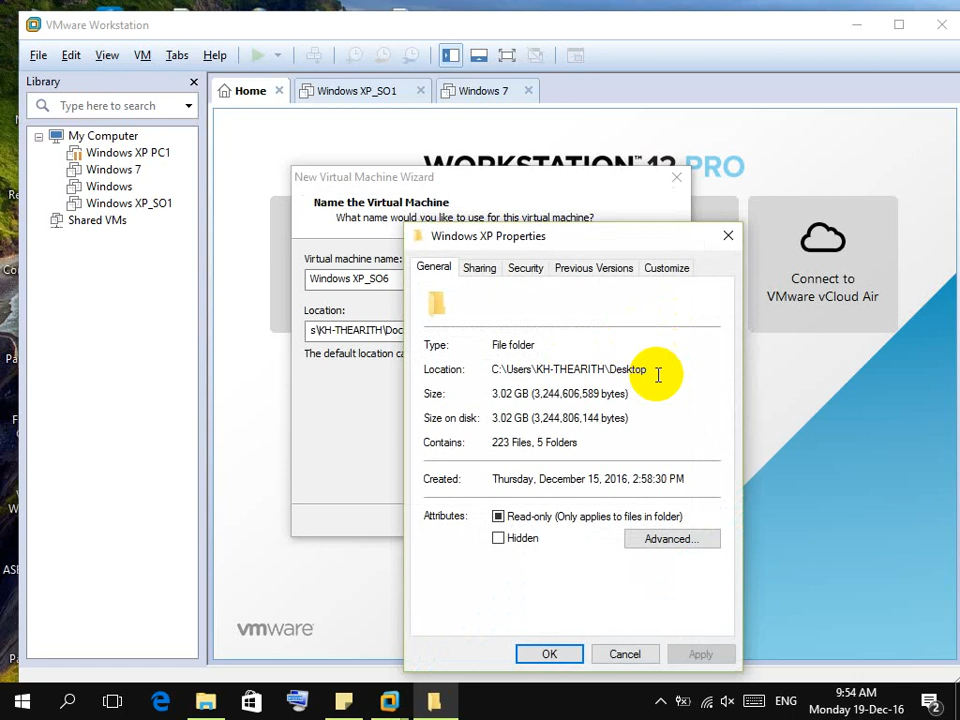 VMware Workstation
File Edit View VM Tabs Help
Library
Type here to search
My Computer
Windows XP PC1
Windows 7
Windows
Windows XP_SO1
Shared VMs
Home
Windows XP_SO1
Windows 7
WORKSTATION 12 PRO
New Virtual Machine Wizard
Name the Virtual Machine
What name would you like to use for this virtual machine?
Virtual machine name:
Windows XP_SO6
Location:
s\KH-THEARITH\Doc
The default location ca
Windows XP Properties
General Sharing Security Previous Versions Customize
Type: File folder
Location: C:\Users\KH-THEARITH\Desktop
Size: 3.02 GB (3,244,606,589 bytes)
Size on disk: 3.02 GB (3,244,806,144 bytes)
Contains: 223 Files, 5 Folders
Created: Thursday, December 15, 2016, 2:58:30 PM
Attributes: Read-only (Only applies to files in folder)
Hidden
Advanced...
OK Cancel Apply
Connect to
VMware vCloud Air
vmware
ENG
9:54 AM
Monday 19-Dec-16
2